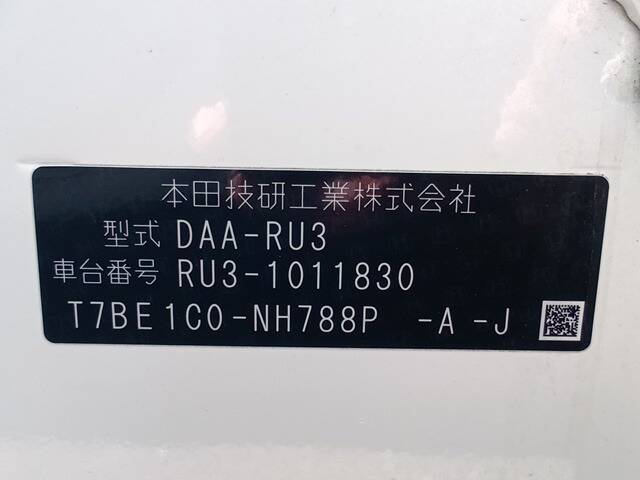 本田技研工業株式会社
型式 DAA-RU3
車台番号 RU3-1011830
T7BE1C0-NH788P -A -J